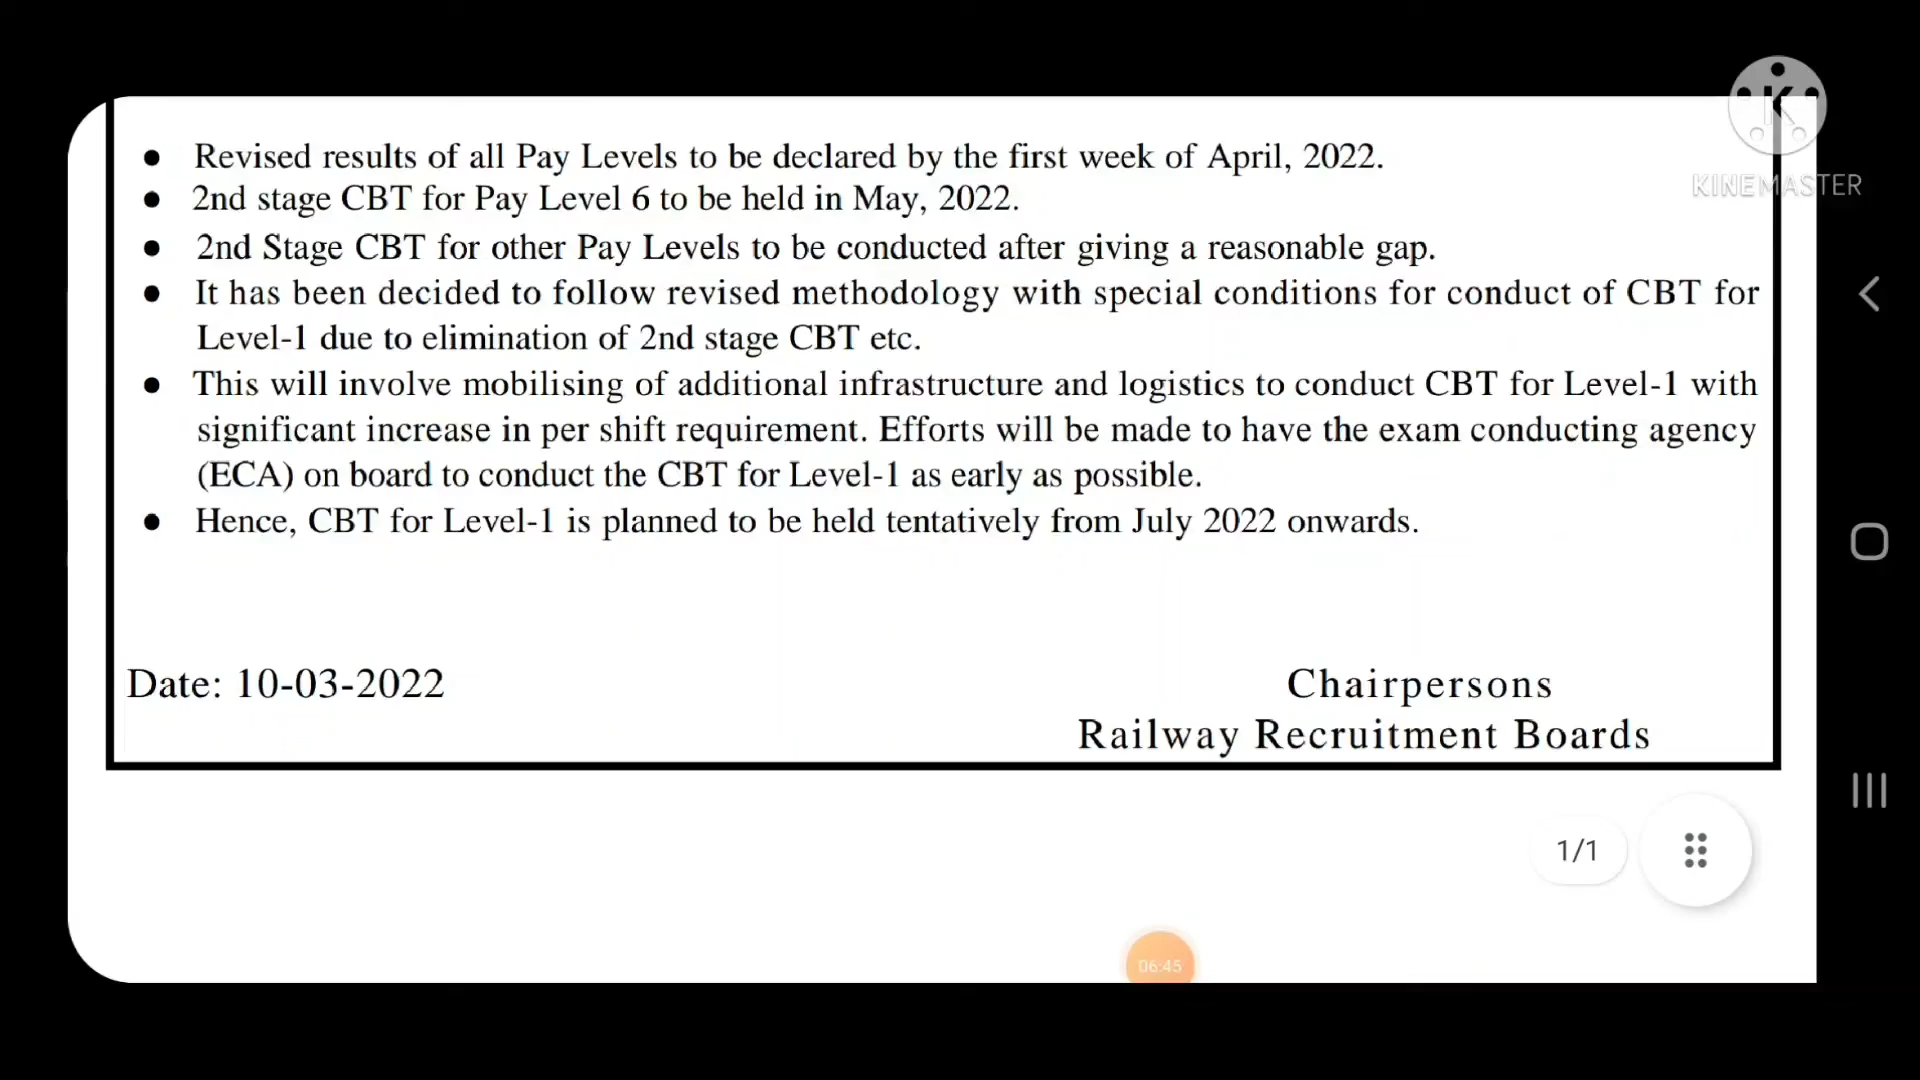 K
KINEMASTER
● Revised results of all Pay Levels to be declared by the first week of April, 2022.
● 2nd stage CBT for Pay Level 6 to be held in May, 2022.
● 2nd Stage CBT for other Pay Levels to be conducted after giving a reasonable gap.
● It has been decided to follow revised methodology with special conditions for conduct of CBT for
Level-1 due to elimination of 2nd stage CBT etc.
● This will involve mobilising of additional infrastructure and logistics to conduct CBT for Level-1 with
significant increase in per shift requirement. Efforts will be made to have the exam conducting agency
(ECA) on board to conduct the CBT for Level-1 as early as possible.
● Hence, CBT for Level-1 is planned to be held tentatively from July 2022 onwards.
Date: 10-03-2022
Chairpersons
Railway Recruitment Boards
1/1
06:45